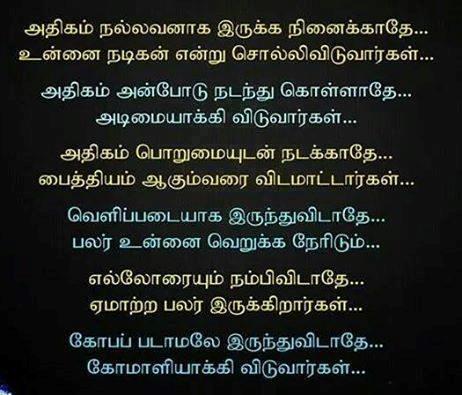 அதிகம் நல்லவனாக இருக்க நினைக்காதே...
உன்னை நடிகன் என்று சொல்லிவிடுவார்கள்...
அதிகம் அன்போடு நடந்து கொள்ளாதே...
அடிமையாக்கி விடுவார்கள்...
அதிகம் பொறுமையுடன் நடக்காதே...
பைத்தியம் ஆகும்வரை விடமாட்டார்கள்...
வெளிப்படையாக இருந்துவிடாதே...
பலர் உன்னை வெறுக்க நேரிடும்...
எல்லோரையும் நம்பிவிடாதே...
ஏமாற்ற பலர் இருக்கிறார்கள்...
கோபப் படாமலே இருந்துவிடாதே...
கோமாளியாக்கி விடுவார்கள்...